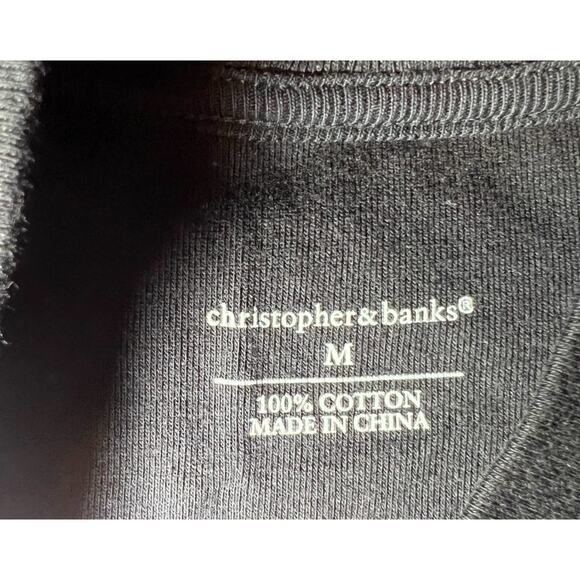 christopher & banks®
M
100% COTTON
MADE IN CHINA